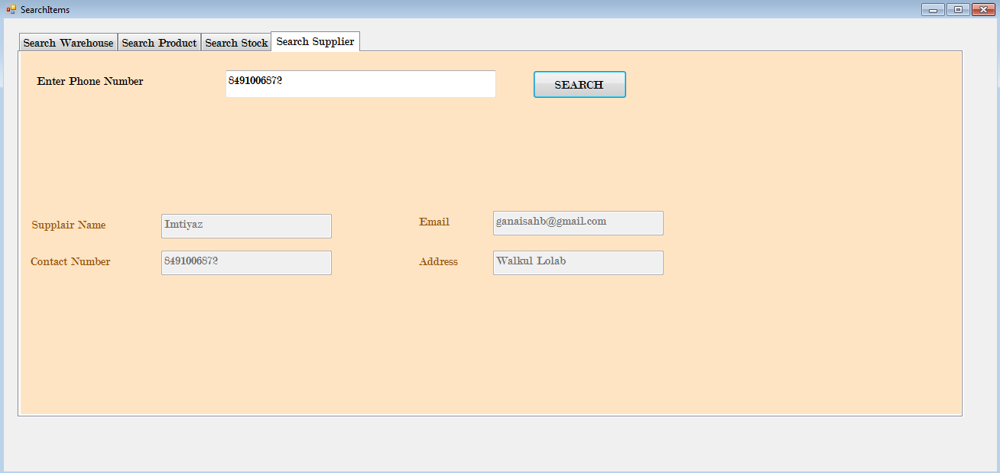 SearchItems
Search Warehouse Search Product Search Stock Search Supplier
Enter Phone Number 8491006872 SEARCH
Supplair Name Imtiyaz Email ganaisahb@gmail.com
Contact Number 8491006872 Address Walkul Lolab